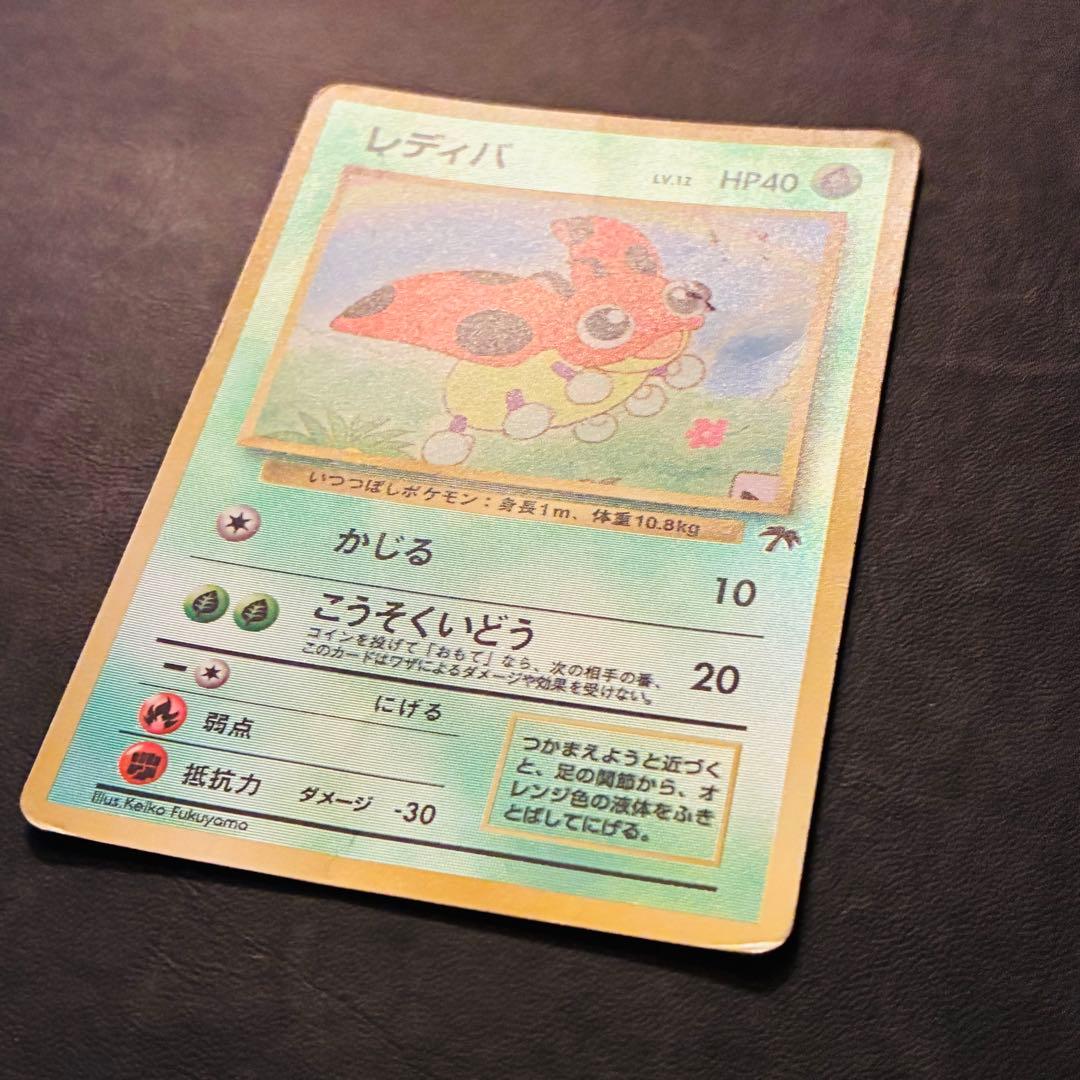 レディバ
LV.12 HP40
いつつぼしポケモン：身長1m、体重10.8kg
かじる 10
こうそくいどう 20
コインを投げて「おもて」なら、次の相手の番、
このカードはワザによるダメージや効果を受けない。
にげる
弱点
抵抗力 ダメージ -30
つかまえようと近づく
と、足の関節から、オ
レンジ色の液体をふき
とばしてにげる。
Illus.Keiko Fukuyama